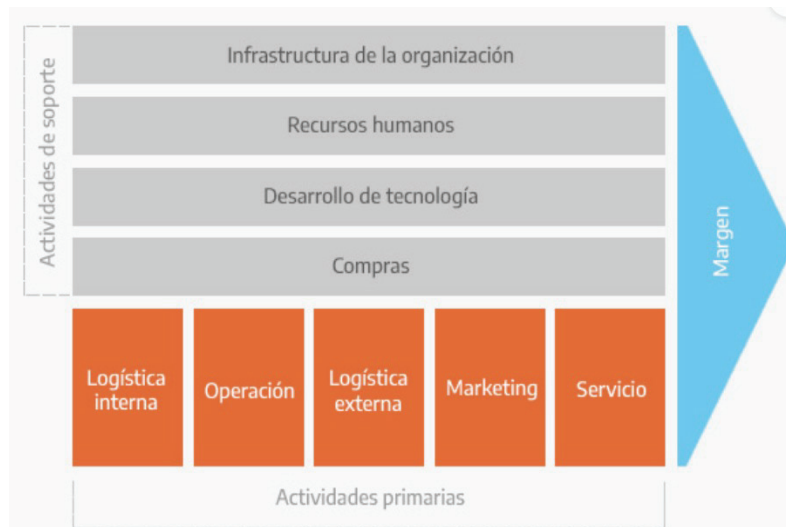 Actividades de soporte
Infrastructura de la organización
Recursos humanos
Desarrollo de tecnología
Compras
Logística
interna
Operación
Logística
externa
Marketing
Servicio
Margen
Actividades primarias